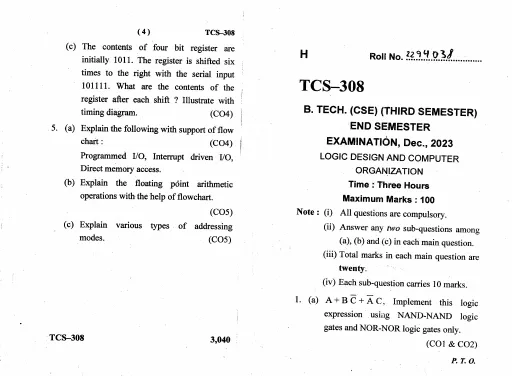 ( 4 )
TCS–308
(c) The contents of four bit register are
initially 1011. The register is shifted six
times to the right with the serial input
101111. What are the contents of the
register after each shift ? Illustrate with
timing diagram. (CO4)
5. (a) Explain the following with support of flow
chart : (CO4)
Programmed I/O, Interrupt driven I/O,
Direct memory access.
(b) Explain the floating point arithmetic
operations with the help of flowchart.
(CO5)
(c) Explain various types of addressing
modes. (CO5)
TCS–308
3,040
H
Roll No. 2294038
TCS–308
B. TECH. (CSE) (THIRD SEMESTER)
END SEMESTER
EXAMINATION, Dec., 2023
LOGIC DESIGN AND COMPUTER
ORGANIZATION
Time : Three Hours
Maximum Marks : 100
Note : (i) All questions are compulsory.
(ii) Answer any two sub-questions among
(a), (b) and (c) in each main question.
(iii) Total marks in each main question are
twenty.
(iv) Each sub-question carries 10 marks.
1. (a) A + B C̅ + A̅ C. Implement this logic
expression using NAND-NAND logic
gates and NOR-NOR logic gates only.
(CO1 & CO2)
P. T. O.